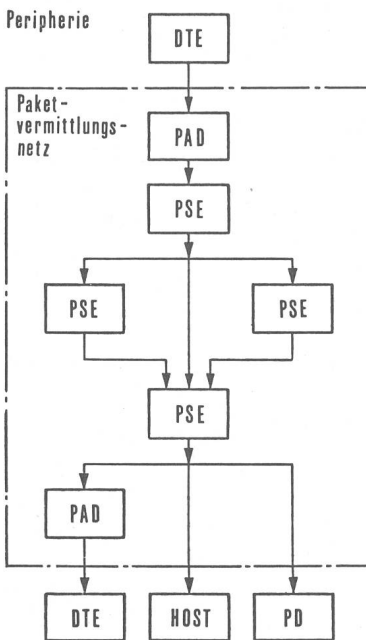 Peripherie
DTE
Paket-
vermittlungs-
netz
PAD
PSE
PSE
PSE
PSE
PAD
DTE
HOST
PD